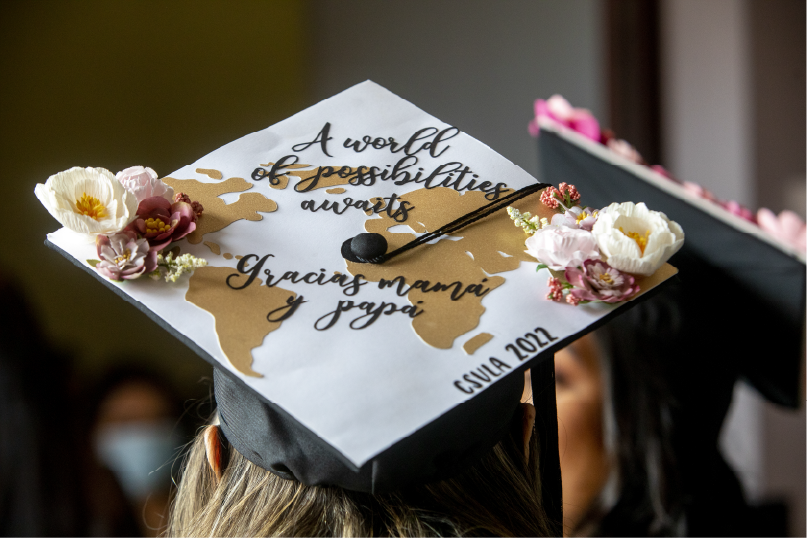 A world
of possibilities
awaits
Gracias mamá
y papá
CSULA 2022